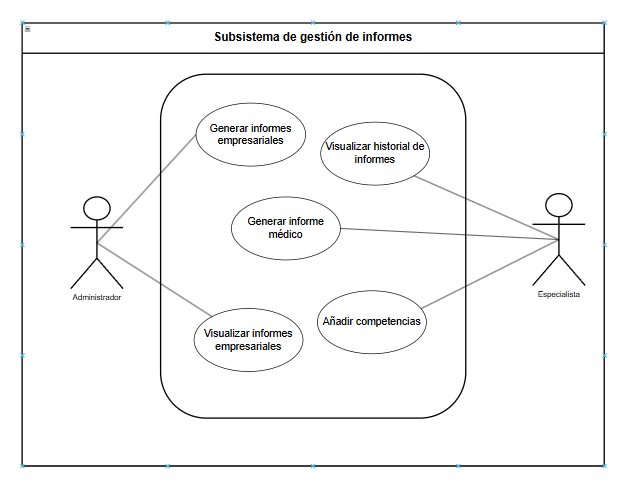 Subsistema de gestión de informes
Generar informes
empresariales
Visualizar historial de
informes
Generar informe
médico
Administrador
Especialista
Visualizar informes
empresariales
Añadir competencias